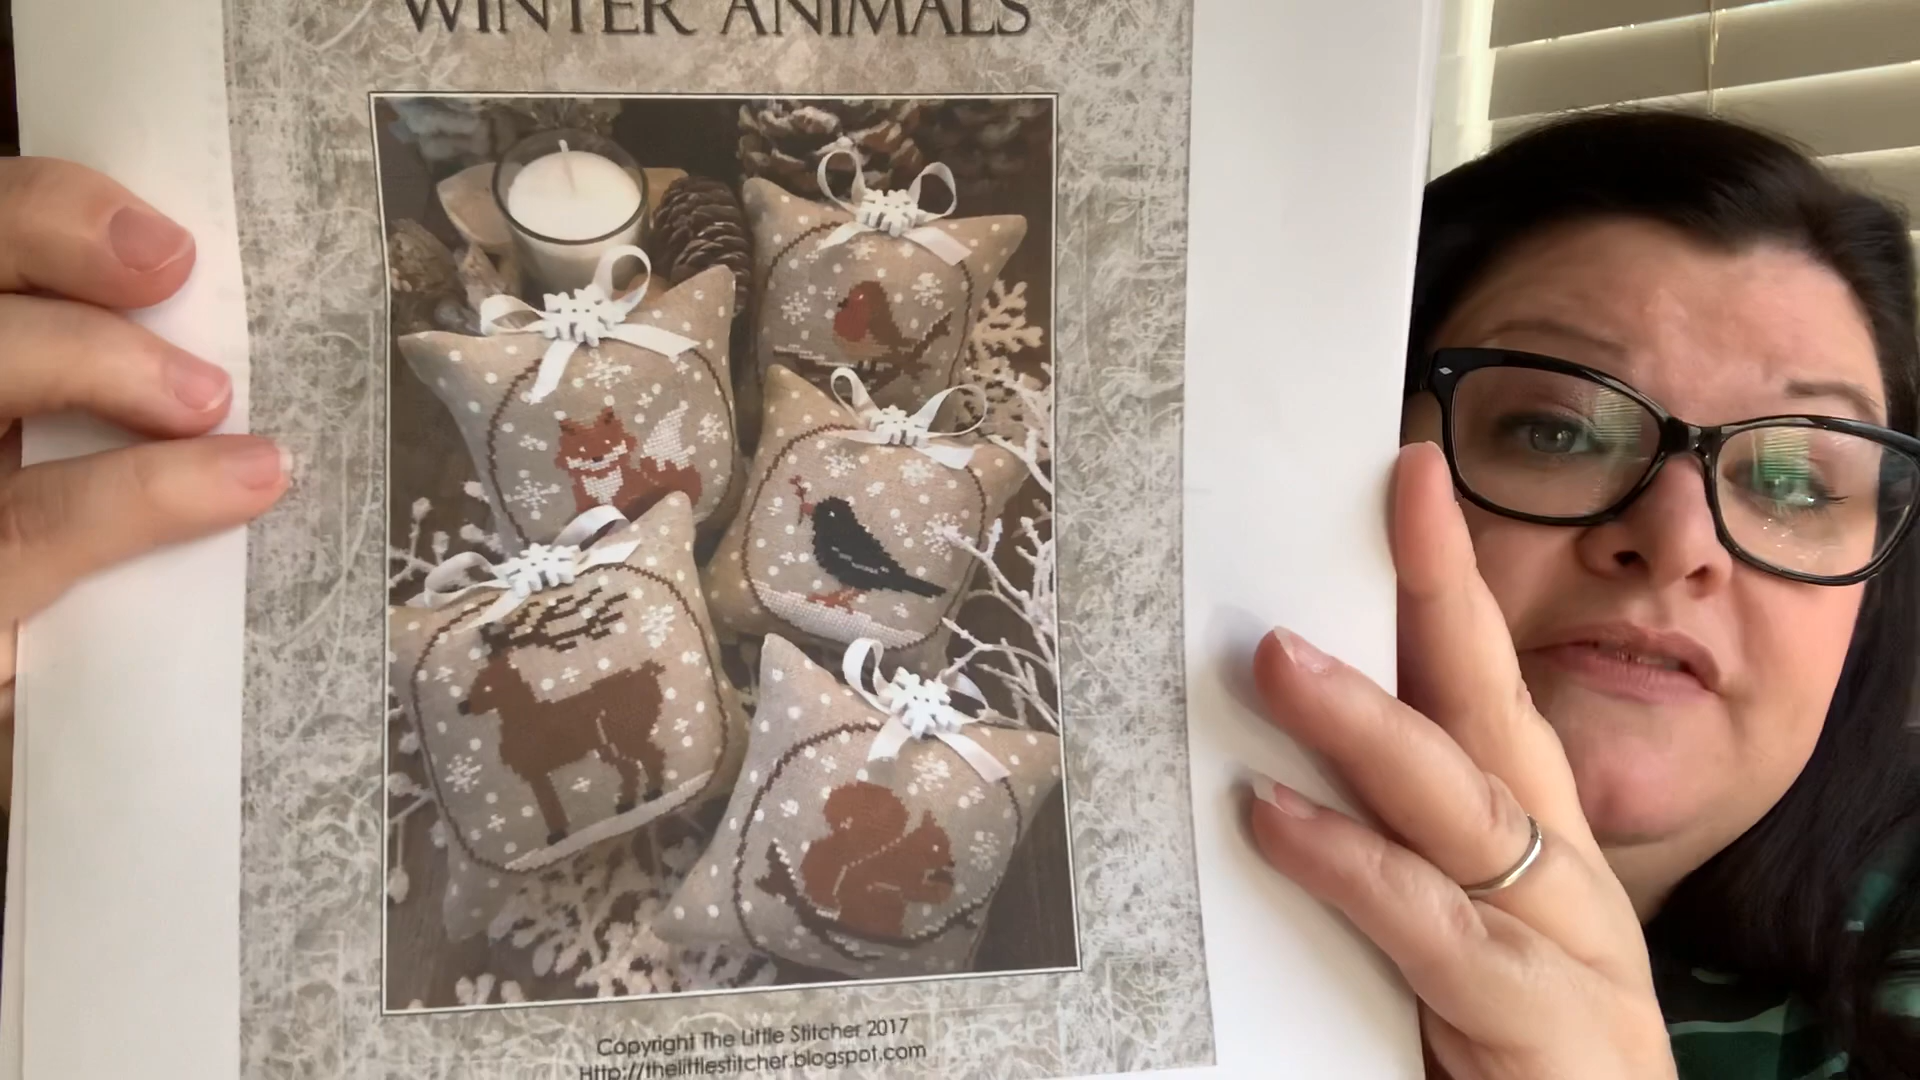 WINTER ANIMALS
Copyright The Little Stitcher 2017
Http://thelittlestitcher.blogspot.com